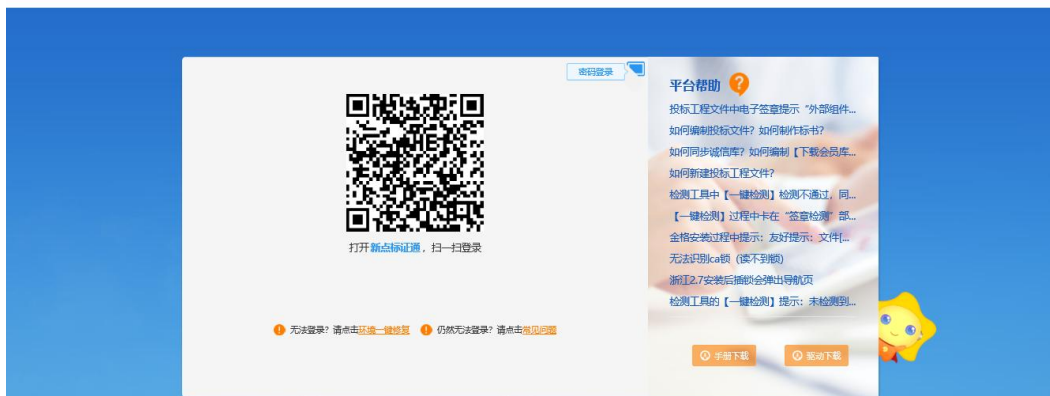 密码登录
打开新点标证通，扫一扫登录
无法登录？请点击环境一键修复 仍然无法登录？请点击常见问题
平台帮助
投标工程文件中电子签章提示“外部组件...
如何编制投标文件？如何制作标书？
如何同步诚信库？如何编制【下载会员库...
如何新建投标工程文件？
检测工具中【一键检测】检测不通过，同...
【一键检测】过程中卡在“签章检测”部...
金格安装过程中提示：友好提示：文件[...
无法识别ca锁（读不到锁）
浙江2.7安装后插锁会弹出导航页
检测工具的【一键检测】提示：未检测到...
手册下载
驱动下载